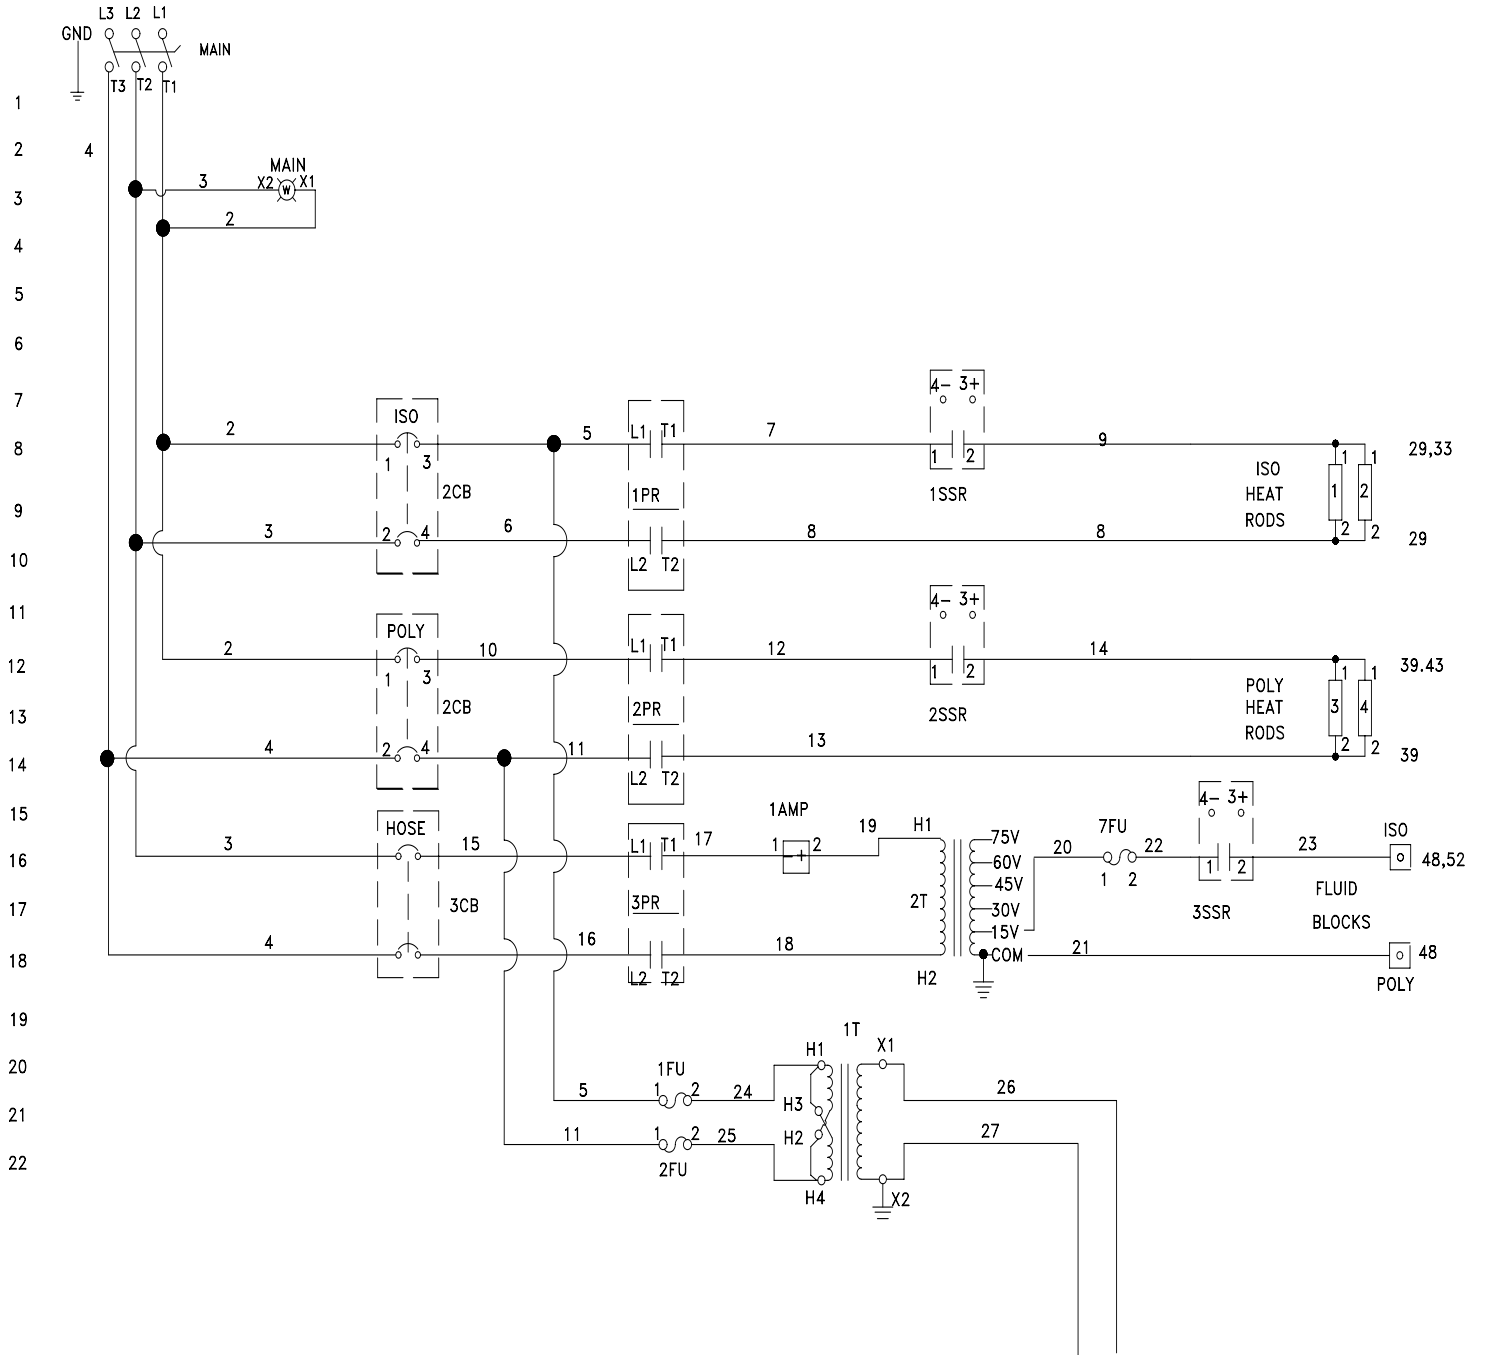 L3 L2 L1
GND
MAIN
T3 T2 T1
1
2 4
MAIN
3 X2 X1
W
3
2
4
5
6
7 4- 3+
ISO
2 5 L1 T1 7 9
8 1 3 1 2 1 1 29,33
ISO
2CB 1PR 1SSR HEAT 1 2
9 RODS
3 2 4 6 8 8 2 2 29
10 L2 T2
11 4- 3+
POLY
2 10 L1 T1 12 14
12 1 3 1 2 1 1 39.43
POLY
13 2CB 2PR 2SSR HEAT 3 4
RODS
4 2 4 11 13 2 2 39
14 L2 T2
4- 3+
15 1AMP
HOSE 19 H1 75V 7FU ISO
3 15 L1 T1 17 1 2 20 22 23
16 - + 60V 1 2 48,52
45V 1 2
FLUID
17 3CB 3PR 2T 30V 3SSR
BLOCKS
15V
4 16 18 COM 21 48
18
L2 T2 H2 POLY
19
1T
H1 X1
20 1FU
5 1 2 24 26
21 H3
11 1 2 25 H2 27
22 2FU
H4 X2